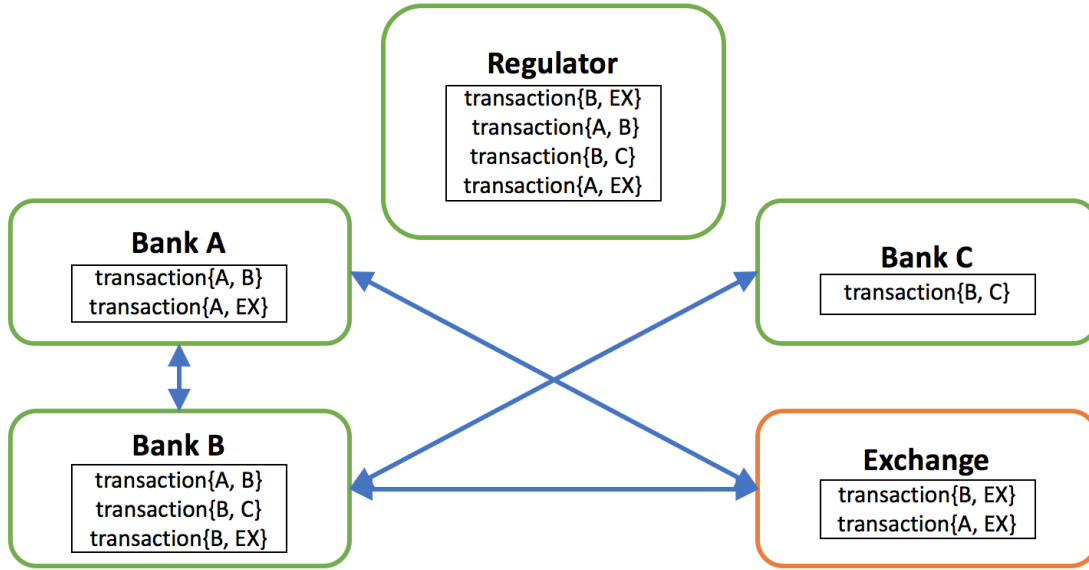 Regulator
transaction{B, EX}
transaction{A, B}
transaction{B, C}
transaction{A, EX}
Bank A
transaction{A, B}
transaction{A, EX}
Bank C
transaction{B, C}
Bank B
transaction{A, B}
transaction{B, C}
transaction{B, EX}
Exchange
transaction{B, EX}
transaction{A, EX}